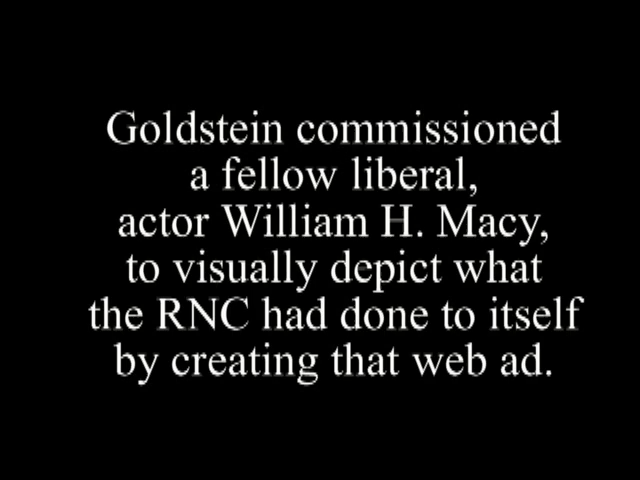 Goldstein commissioned
a fellow liberal,
actor William H. Macy,
to visually depict what
the RNC had done to itself
by creating that web ad.